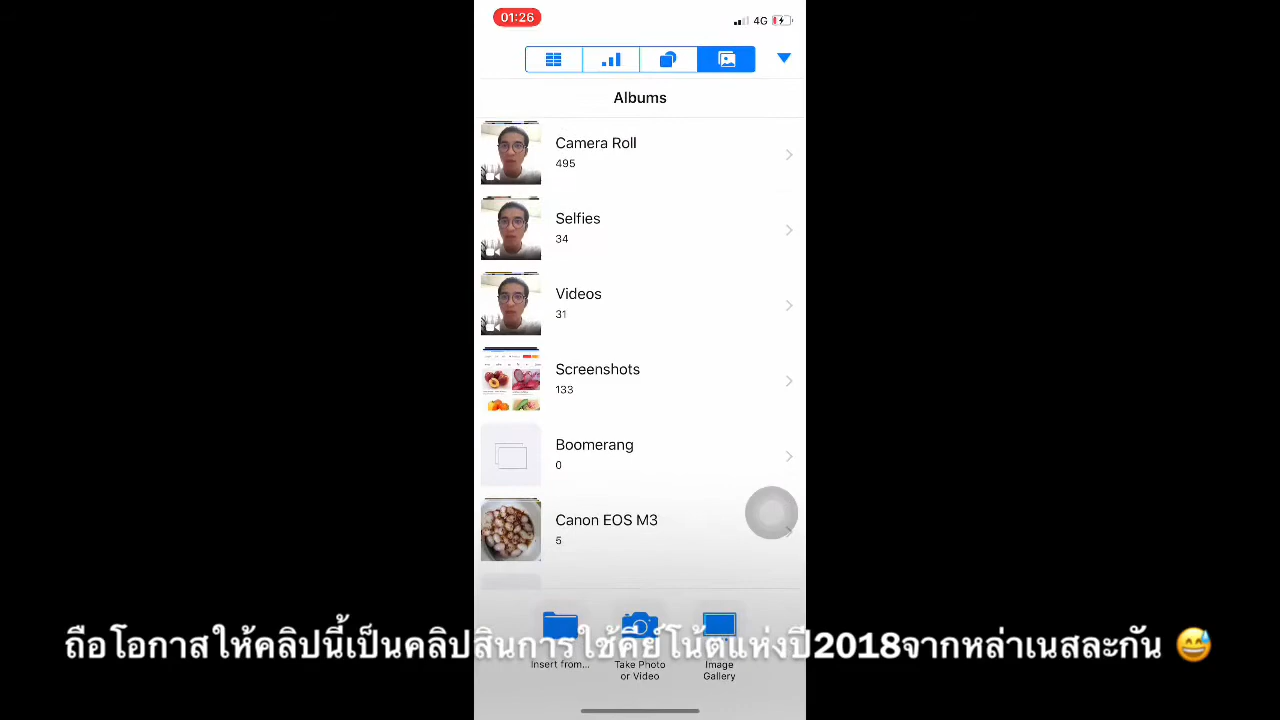 01:26
4G
Albums
Camera Roll
495
Selfies
34
Videos
31
Screenshots
133
Boomerang
0
Canon EOS M3
5
ถือโอกาสให้คลิปนี้เป็นคลิปสินการใช้คีย์โน้ตแห่งปี2018จากหล่าเนสละกัน 😅
Insert from...
Take Photo
or Video
Image
Gallery